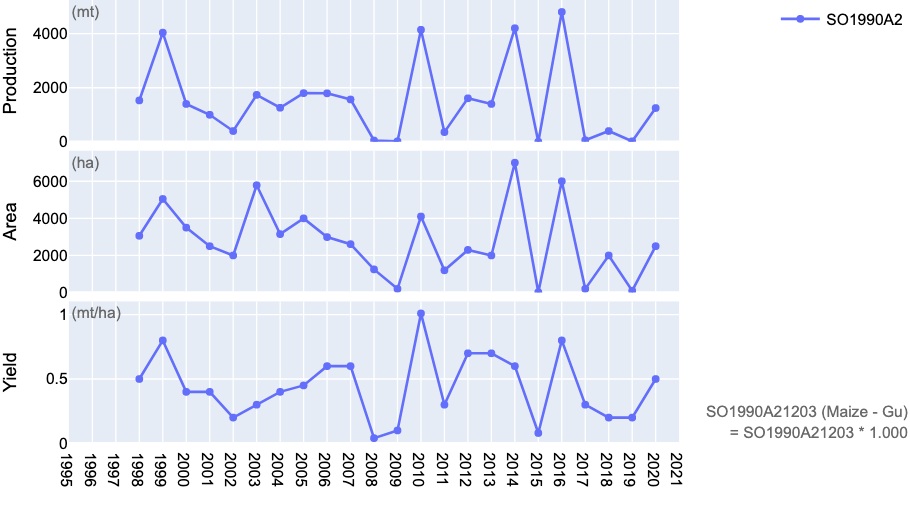 (mt)
SO1990A2
4000
2000
0
Production
(ha)
6000
4000
2000
0
Area
(mt/ha)
1
0.5
0
Yield
SO1990A21203 (Maize - Gu)
= SO1990A21203 * 1.000
1995 1996 1997 1998 1999 2000 2001 2002 2003 2004 2005 2006 2007 2008 2009 2010 2011 2012 2013 2014 2015 2016 2017 2018 2019 2020 2021